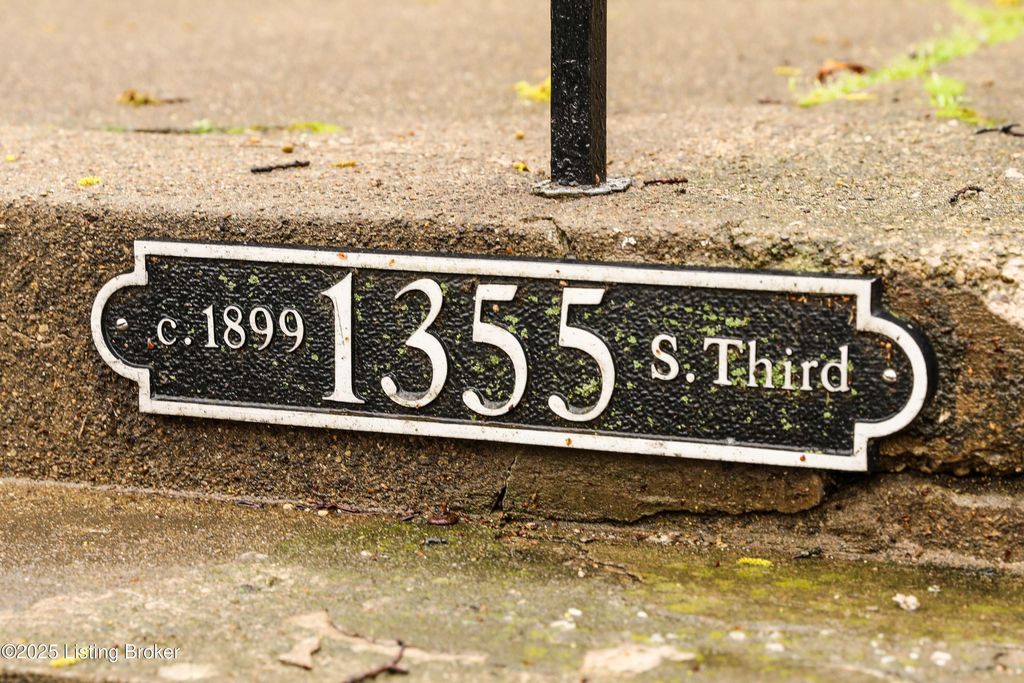 c. 1899 1355 S. Third
©2025 Listing Broker